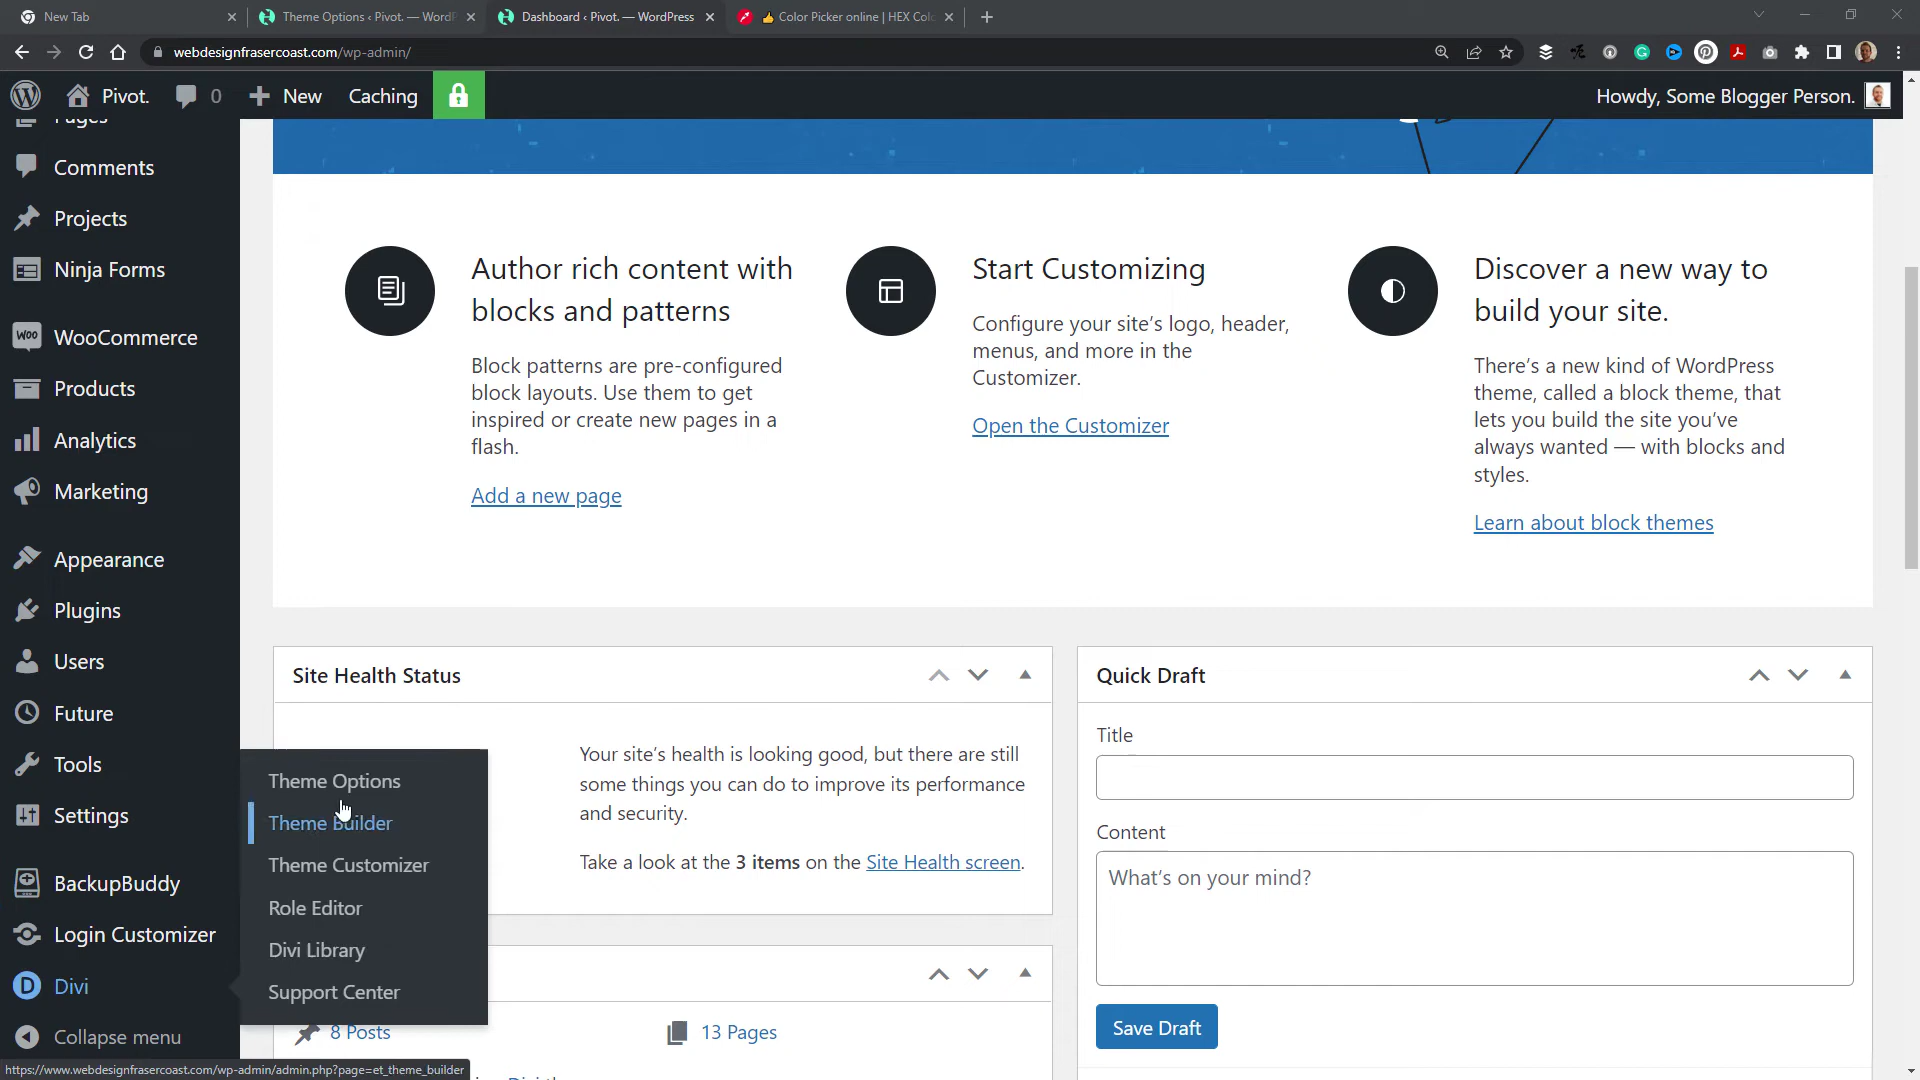 New Tab
Theme Options ‹ Pivot. — WordP
Dashboard ‹ Pivot. — WordPress
👍 Color Picker online | HEX Colo
webdesignfrasercoast.com/wp-admin/
Pivot.
0
New
Caching
Howdy, Some Blogger Person.
Pages
Comments
Projects
Ninja Forms
WooCommerce
Products
Analytics
Marketing
Appearance
Plugins
Users
Future
Tools
Settings
BackupBuddy
Login Customizer
Divi
Collapse menu
Theme Options
Theme Builder
Theme Customizer
Role Editor
Divi Library
Support Center
Author rich content with
blocks and patterns
Block patterns are pre-configured
block layouts. Use them to get
inspired or create new pages in a
flash.
Add a new page
Start Customizing
Configure your site's logo, header,
menus, and more in the
Customizer.
Open the Customizer
Discover a new way to
build your site.
There's a new kind of WordPress
theme, called a block theme, that
lets you build the site you've
always wanted — with blocks and
styles.
Learn about block themes
Site Health Status
Your site's health is looking good, but there are still
some things you can do to improve its performance
and security.
Take a look at the 3 items on the Site Health screen.
8 Posts
13 Pages
Quick Draft
Title
Content
What's on your mind?
Save Draft
https://www.webdesignfrasercoast.com/wp-admin/admin.php?page=et_theme_builder